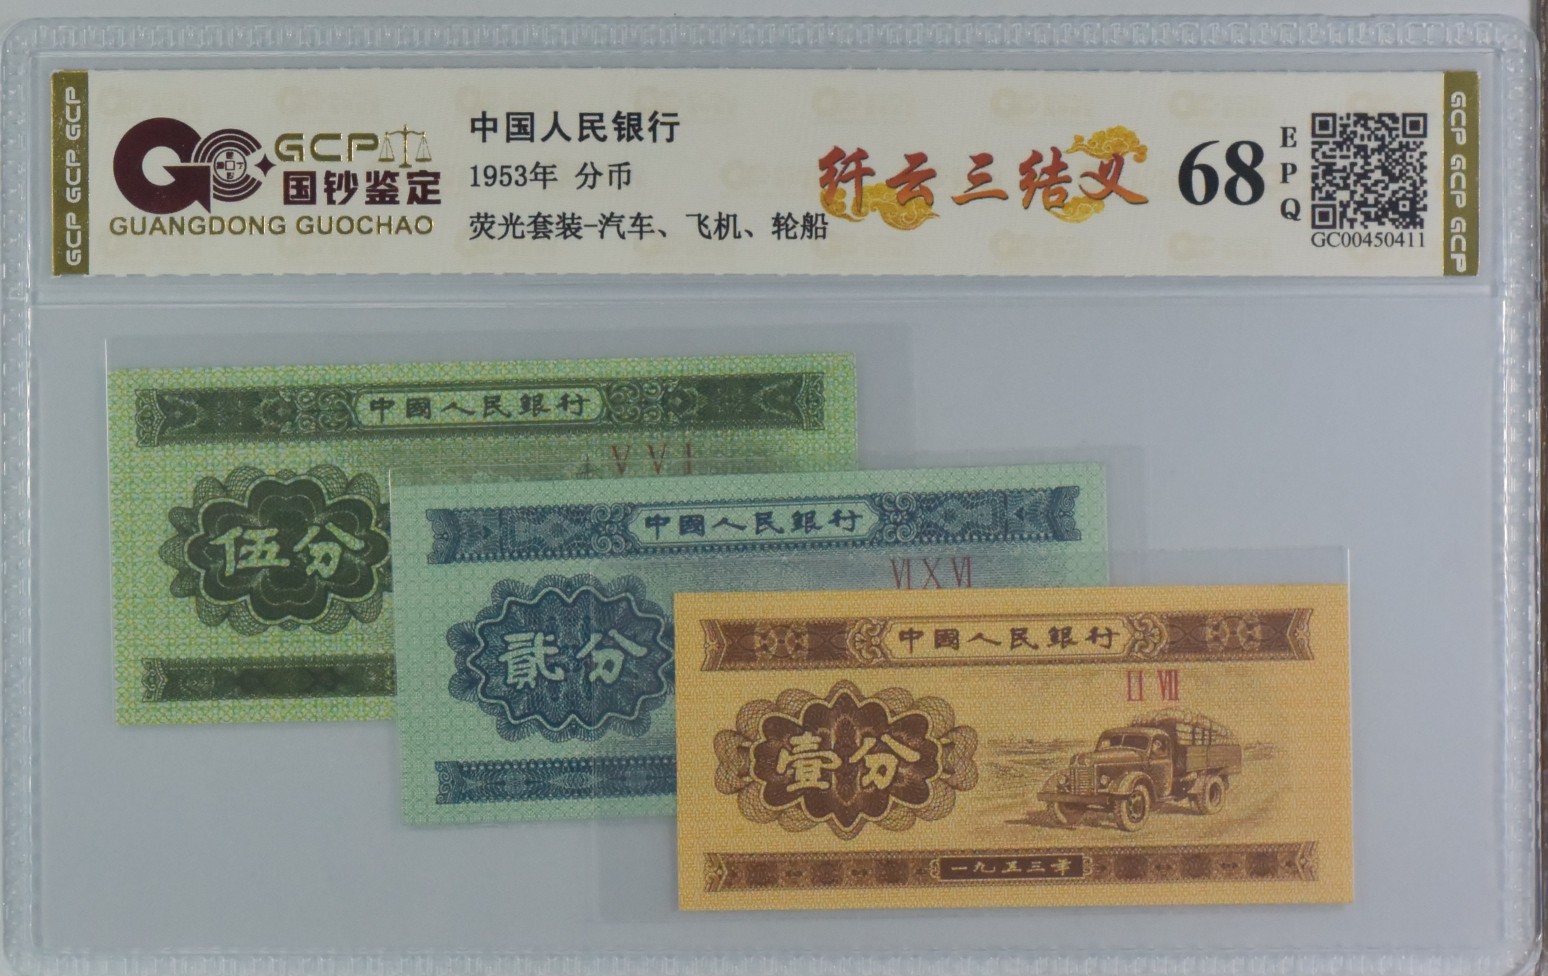 GCP GCP GCP
GCP
国钞鉴定
GUANGDONG GUOCHAO
中国人民银行
1953年 分币
荧光套装-汽车、飞机、轮船
纤云三结义
68
EPQ
GC00450411
GCP GCP GCP
中國人民銀行
V V I
伍分
中國人民銀行
VI X VI
貳分
中國人民銀行
II VII
壹分
一九五三年